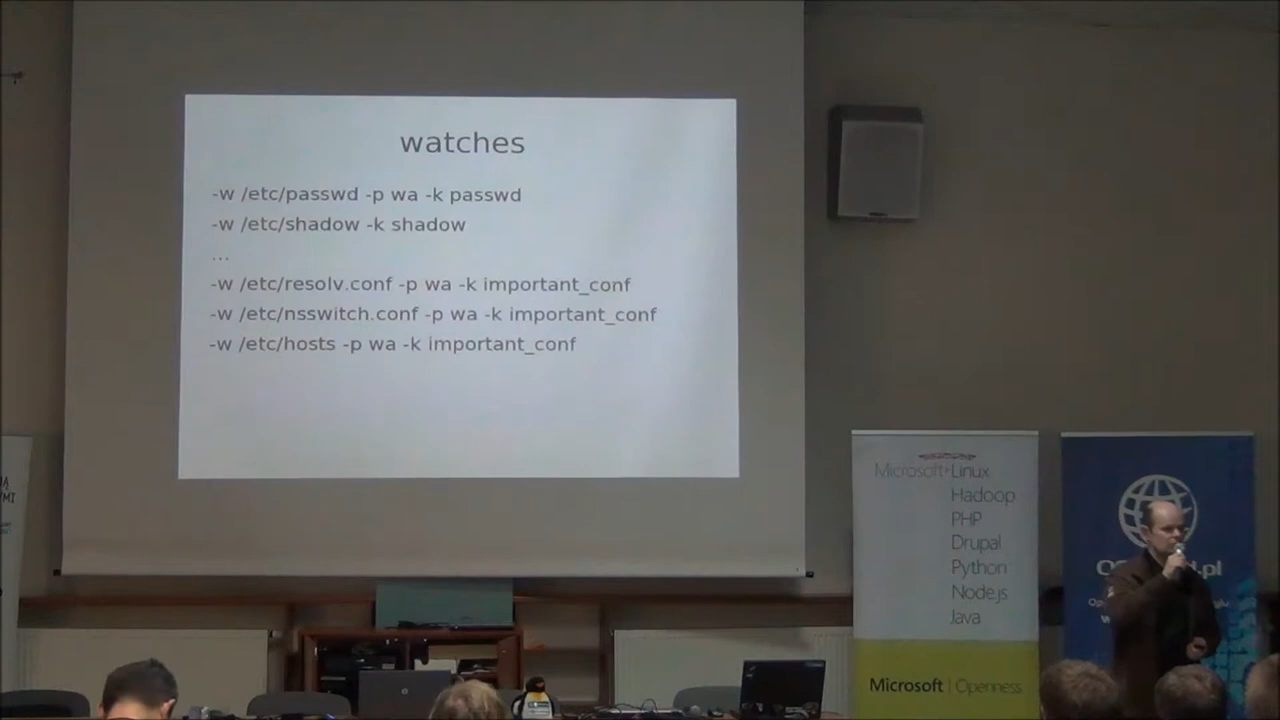 watches
-w /etc/passwd -p wa -k passwd
-w /etc/shadow -k shadow
...
-w /etc/resolv.conf -p wa -k important_conf
-w /etc/nsswitch.conf -p wa -k important_conf
-w /etc/hosts -p wa -k important_conf
Microsoft+Linux
Hadoop
PHP
Drupal
Python
Node.js
Java
Microsoft | Openness